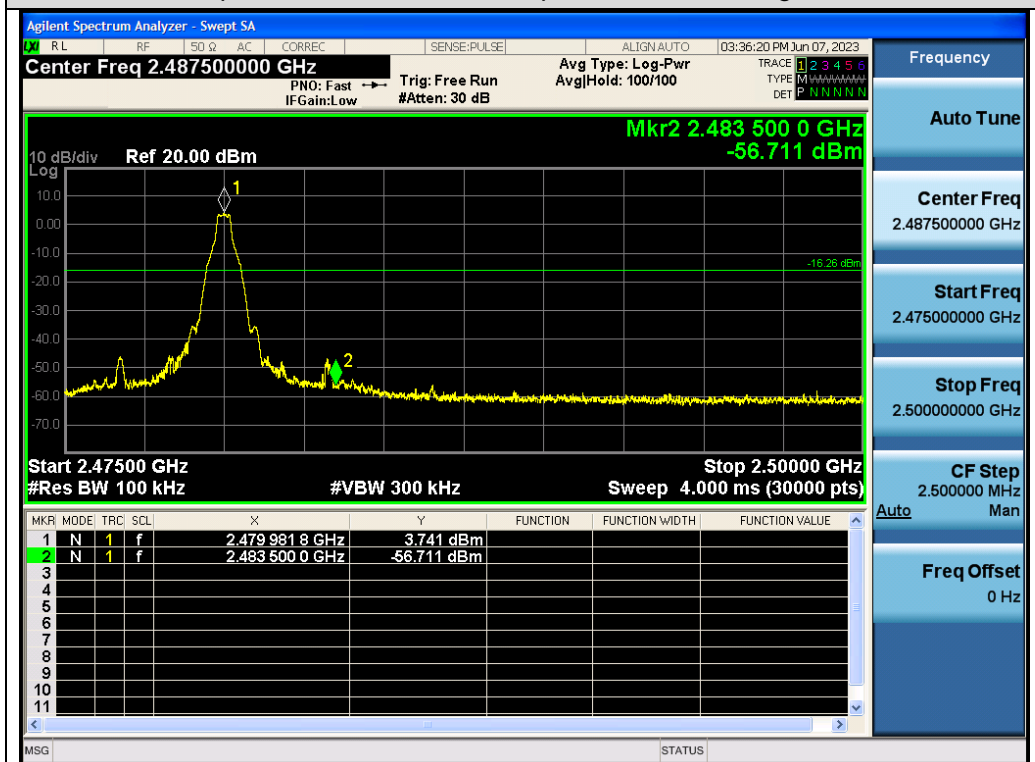 Agilent Spectrum Analyzer - Swept SA
LXI RL RF 50 Ω AC CORREC SENSE:PULSE ALIGN AUTO 03:36:20 PM Jun 07, 2023
Center Freq 2.487500000 GHz
PNO: Fast
IFGain:Low
Trig: Free Run
#Atten: 30 dB
Avg Type: Log-Pwr
Avg|Hold: 100/100
TRACE 1 2 3 4 5 6
TYPE M
DET P N N N N N
Mkr2 2.483 500 0 GHz
-56.711 dBm
10 dB/div Ref 20.00 dBm
Log
10.0
0.00
-10.0
-20.0
-30.0
-40.0
-50.0
-60.0
-70.0
1
2
-16.26 dBm
Start 2.47500 GHz Stop 2.50000 GHz
#Res BW 100 kHz #VBW 300 kHz Sweep 4.000 ms (30000 pts)
MKR MODE TRC SCL X Y FUNCTION FUNCTION WIDTH FUNCTION VALUE
1 N 1 f 2.479 981 8 GHz 3.741 dBm
2 N 1 f 2.483 500 0 GHz -56.711 dBm
3
4
5
6
7
8
9
10
11
MSG STATUS
Frequency
Auto Tune
Center Freq
2.487500000 GHz
Start Freq
2.475000000 GHz
Stop Freq
2.500000000 GHz
CF Step
2.500000 MHz
Auto Man
Freq Offset
0 Hz